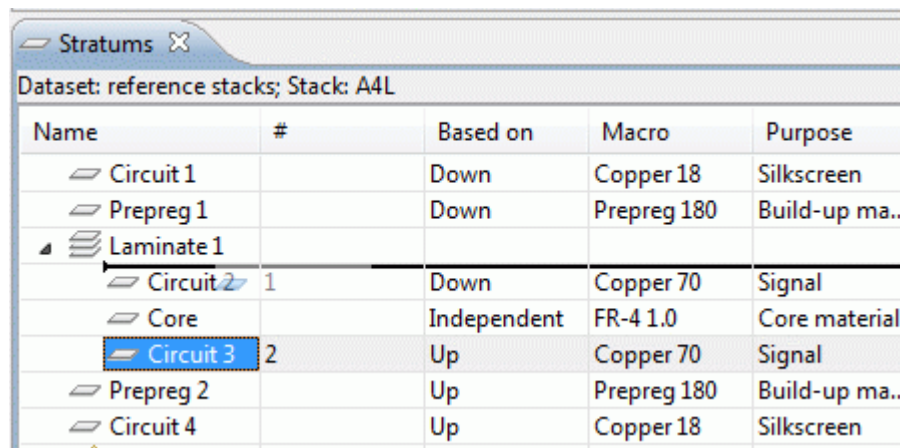 Stratums
Dataset: reference stacks; Stack: A4L
Name # Based on Macro Purpose
Circuit 1 Down Copper 18 Silkscreen
Prepreg 1 Down Prepreg 180 Build-up ma..
Laminate 1
Circuit 2 1 Down Copper 70 Signal
Core Independent FR-4 1.0 Core material
Circuit 3 2 Up Copper 70 Signal
Prepreg 2 Up Prepreg 180 Build-up ma..
Circuit 4 Up Copper 18 Silkscreen